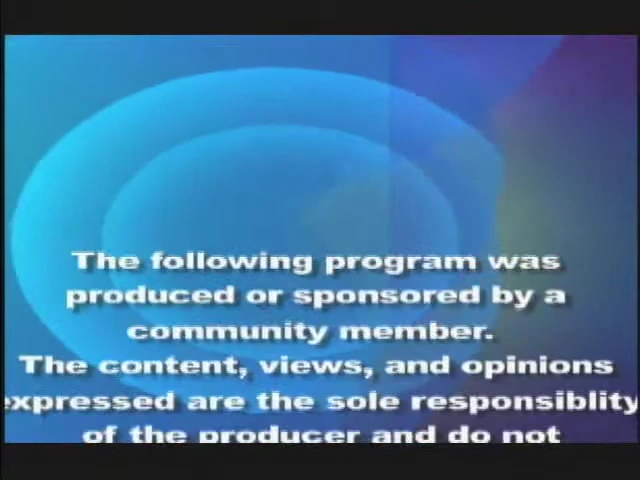 The following program was
produced or sponsored by a
community member.
The content, views, and opinions
expressed are the sole responsiblity
of the producer and do not